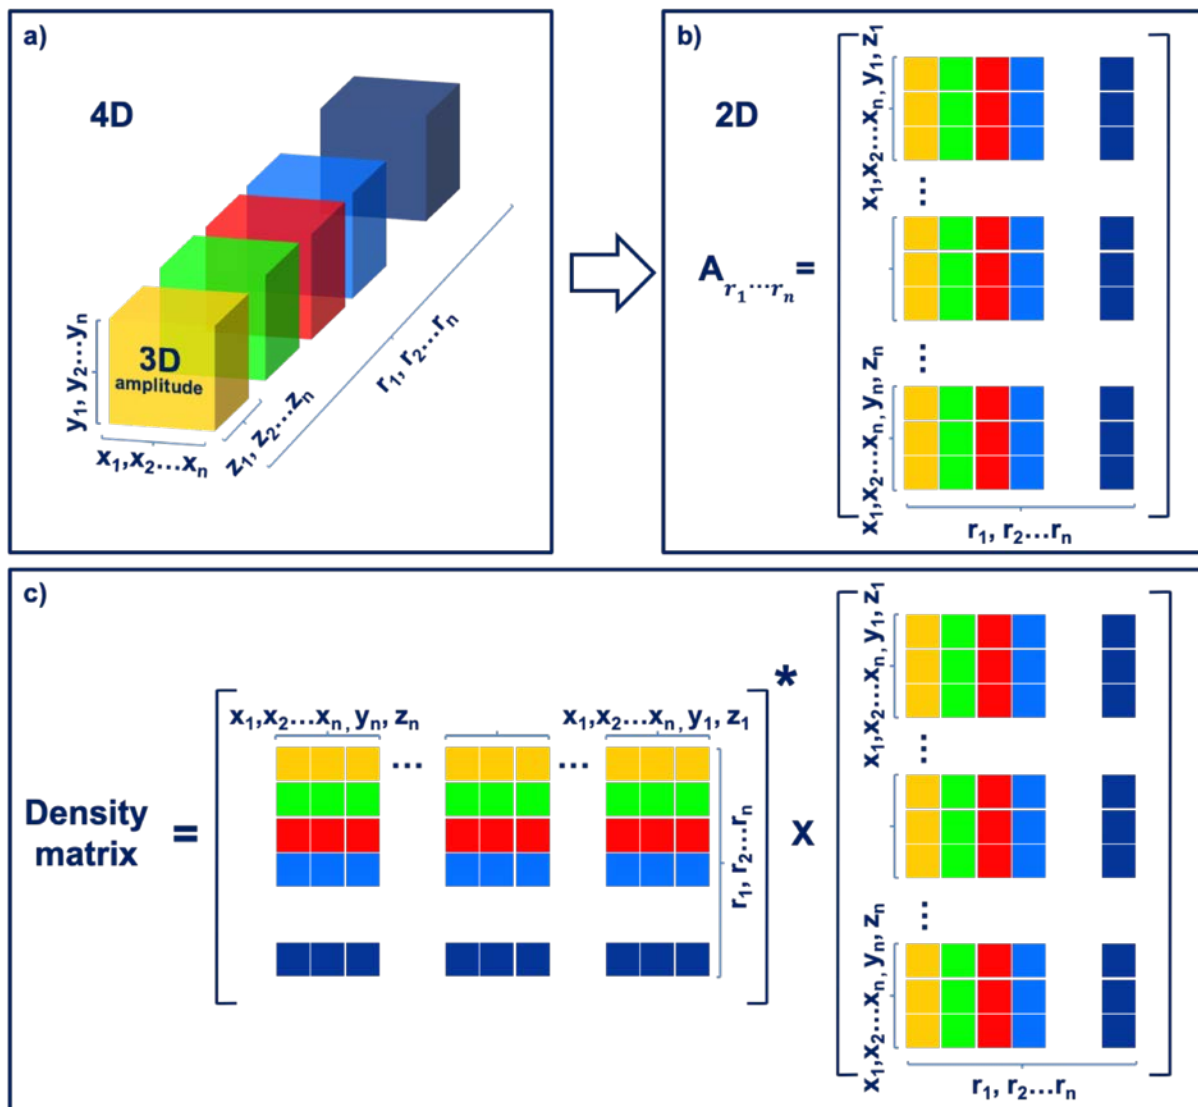 a)
4D
3D
amplitude
y₁, y₂...yₙ
x₁,x₂...xₙ
z₁, z₂...zₙ
r₁, r₂...rₙ
b)
2D
A r₁⋯rₙ =
x₁,x₂...xₙ, y₁, z₁
...
...
x₁,x₂...xₙ, yₙ, zₙ
r₁, r₂...rₙ
c)
Density
matrix
=
x₁,x₂...xₙ, yₙ, zₙ
x₁,x₂...xₙ, y₁, z₁
... ...
r₁, r₂...rₙ
*
X
x₁,x₂...xₙ, y₁, z₁
...
...
x₁,x₂...xₙ, yₙ, zₙ
r₁, r₂...rₙ